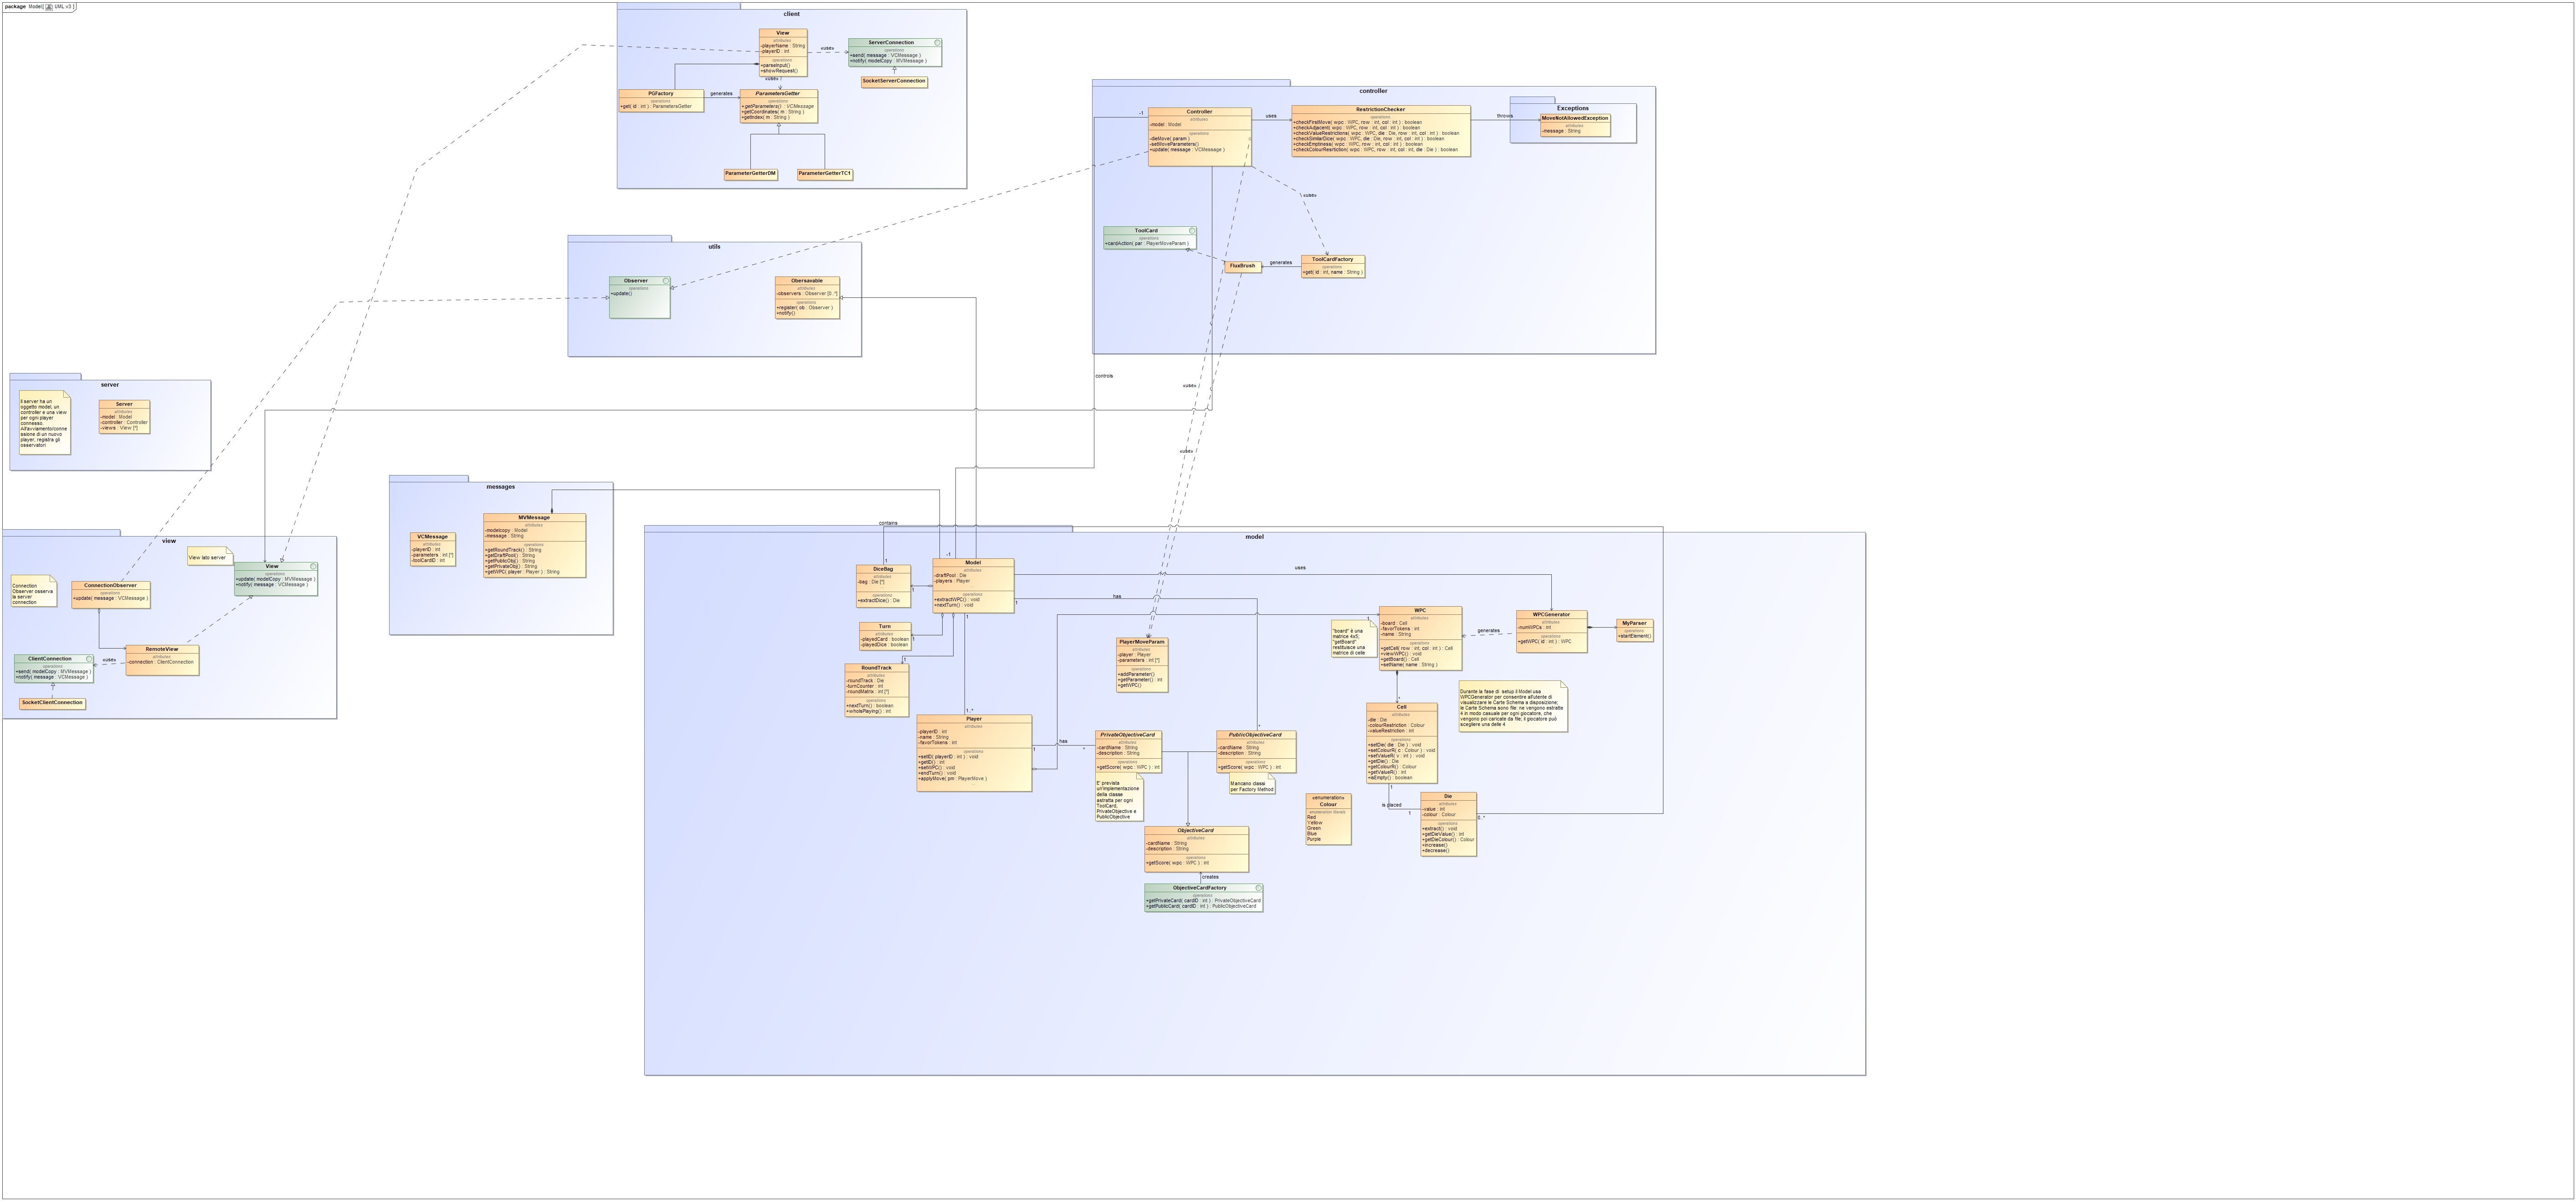 package Model[ UML v3 ]
client
View
attributes
-playerName : String
-playerID : int
operations
+parseInput()
+showRequest()
«use»
ServerConnection
operations
+send( message : VCMessage )
+notify( modelCopy : MVMessage )
SocketServerConnection
«use»
PGFactory
operations
+get( id : int ) : ParameterGetter
generates
ParameterGetter
operations
+getParameters() : VCMessage
+getCoordinates( m : String )
+getIndex( m : String )
ParameterGetterDM
ParameterGetterTC1
controller
-1
Controller
attributes
-model : Model
operations
-dieMove( param )
-setMoveParameters()
+update( message : VCMessage )
uses
RestrictionChecker
operations
+checkFirstMove( wpc : WPC, row : int, col : int ) : boolean
+checkAdjacent( wpc : WPC, row : int, col : int ) : boolean
+checkValueRestrictions( wpc : WPC, die : Die, row : int, col : int ) : boolean
+checkSimilarDice( wpc : WPC, die : Die, row : int, col : int ) : boolean
+checkEmptiness( wpc : WPC, row : int, col : int ) : boolean
+checkColourRestriction( wpc : WPC, row : int, col : int, die : Die ) : boolean
throws
Exceptions
MoveNotAllowedException
attributes
-message : String
«use»
ToolCard
operations
+cardAction( par : PlayerMoveParam )
FluxBrush
generates
ToolCardFactory
operations
+get( id : int, name : String )
utils
Observer
operations
+update()
Obersavable
attributes
-observers : Observer [0..*]
operations
+register( ob : Observer )
+notify()
controls
«use»
«use»
server
Il server ha un
oggetto model, un
controller e una view
per ogni player
connesso.
All'avviamento/conne
ssione di un nuovo
player, registra gli
osservatori
Server
attributes
-model : Model
-controller : Controller
-views : View [*]
messages
VCMessage
attributes
-playerID : int
-parameters : int [*]
-toolCardID : int
MVMessage
attributes
-modelcopy : Model
-message : String
operations
+getRoundTrack() : String
+getDraftPool() : String
+getPublicObj() : String
+getPrivateObj() : String
+getWPC( player : Player ) : String
view
View lato server
View
operations
+update( modelCopy : MVMessage )
+notify( message : VCMessage )
Connection
Observer osserva
la server
connection
ConnectionObserver
operations
+update( message : VCMessage )
RemoteView
attributes
-connection : ClientConnection
«use»
ClientConnection
operations
+send( modelCopy : MVMessage )
+notify( message : VCMessage )
SocketClientConnection
model
contains
1
-1
DiceBag
attributes
-bag : Die [*]
operations
+extractDice() : Die
1
Model
attributes
-draftPool : Die
-players : Player
operations
+extractWPC() : void
+nextTurn() : void
uses
has
1
1
Turn
attributes
-playedCard : boolean
-playedDice : boolean
1
1
RoundTrack
attributes
-roundTrack : Die
-turnCounter : int
-roundMatrix : int [*]
operations
+nextTurn() : boolean
+whoIsPlaying() : int
1..*
Player
attributes
-playerID : int
-name : String
-favorTokens : int
operations
+setID( playerID : int ) : void
+getID() : int
+setWPC() : void
+endTurn() : void
+applyMove( pm : PlayerMove )
PlayerMoveParam
attributes
-player : Player
-parameters : int [*]
operations
+addParameter()
+getParameter() : int
+getWPC()
"board" è una
matrice 4x5;
"getBoard"
restituisce una
matrice di celle
1
WPC
attributes
-board : Cell
-favorTokens : int
-name : String
operations
+getCell( row : int, col : int ) : Cell
+viewWPC() : void
+getBoard() : Cell
+setName( name : String )
generates
WPCGenerator
attributes
-numWPCs : int
operations
+getWPC( id : int ) : WPC
MyParser
operations
+startElement()
Durante la fase di setup il Model usa
WPCGenerator per consentire all'utente di
visualizzare le Carte Schema a disposizione;
le Carte Schema sono file: ne vengono estratte
4 in modo casuale per ogni giocatore, che
vengono poi caricate da file; il giocatore può
scegliere una delle 4
*
Cell
attributes
-die : Die
-colourRestriction : Colour
-valueRestriction : int
operations
+setDie( die : Die ) : void
+setColourR( c : Colour ) : void
+setValueR( v : int ) : void
+getDie() : Die
+getColourR() : Colour
+getValueR() : int
+isEmpty() : boolean
1
is placed
1
Die
attributes
-value : int
-colour : Colour
operations
+extract() : void
+getDieValue() : int
+getDieColour() : Colour
+increase()
+decrease()
0..*
has
1
*
PrivateObjectiveCard
attributes
-cardName : String
-description : String
operations
+getScore( wpc : WPC ) : int
*
PublicObjectiveCard
attributes
-cardName : String
-description : String
operations
+getScore( wpc : WPC ) : int
E' prevista
un'implementazione
della classe
astratta per ogni
ToolCard,
PrivateObjective e
PublicObjective
Mancano classi
per Factory Method
«enumeration»
Colour
enumeration literals
Red
Yellow
Green
Blue
Purple
ObjectiveCard
attributes
-cardName : String
-description : String
operations
+getScore( wpc : WPC ) : int
creates
ObjectiveCardFactory
operations
+getPrivateCard( cardID : int ) : PrivateObjectiveCard
+getPublicCard( cardID : int ) : PublicObjectiveCard